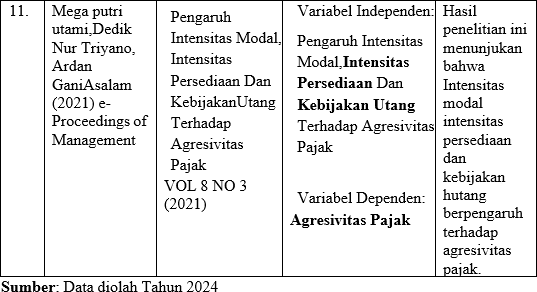 11.
Mega putri
utami,Dedik
Nur Triyano,
Ardan
GaniAsalam
(2021) e-
Proceedings of
Management
Pengaruh
Intensitas Modal,
Intensitas
Persediaan Dan
KebijakanUtang
Terhadap
Agresivitas
Pajak
VOL 8 NO 3
(2021)
Variabel Independen:
Pengaruh Intensitas
Modal,Intensitas
Persediaan Dan
Kebijakan Utang
Terhadap Agresivitas
Pajak
Variabel Dependen:
Agresivitas Pajak
Hasil
penelitian ini
menunjukan
bahwa
Intensitas
modal
intensitas
persediaan
dan
kebijakan
hutang
berpengaruh
terhadap
agresivitas
pajak.
Sumber: Data diolah Tahun 2024